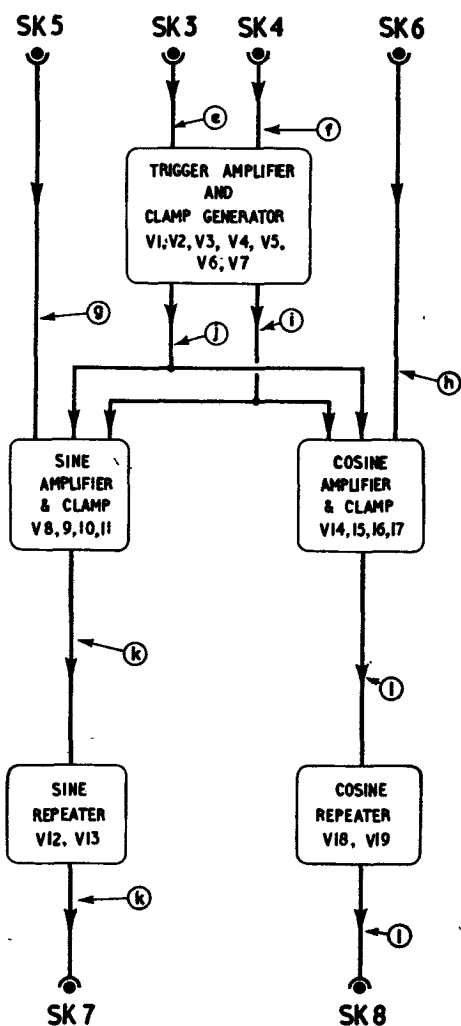 SK5 SK3 SK4 SK6
e
f
TRIGGER AMPLIFIER
AND
CLAMP GENERATOR
V1, V2, V3, V4, V5,
V6, V7
g
j
i
h
SINE
AMPLIFIER
& CLAMP
V8, 9, 10, 11
COSINE
AMPLIFIER
& CLAMP
V14, 15, 16, 17
k
l
SINE
REPEATER
V12, V13
COSINE
REPEATER
V18, V19
k
l
SK7
SK8